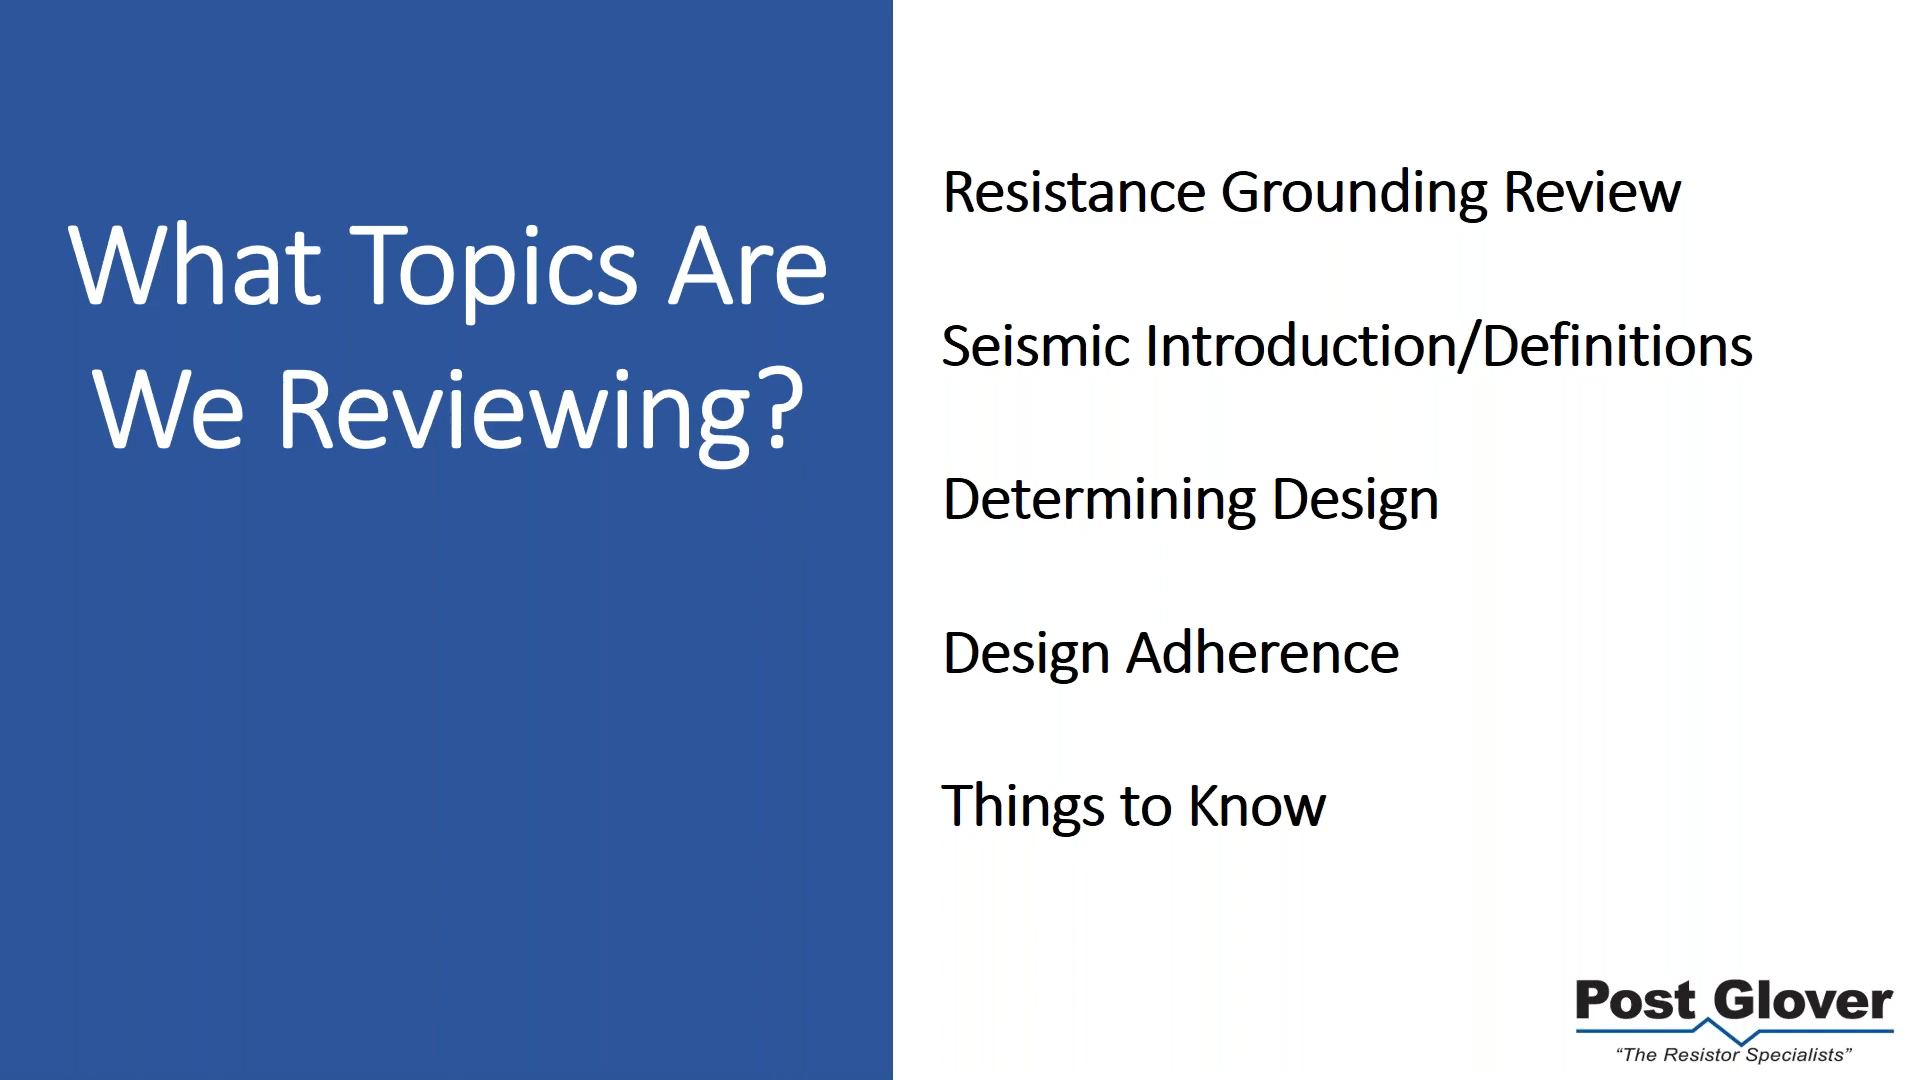 What Topics Are
We Reviewing?
Resistance Grounding Review
Seismic Introduction/Definitions
Determining Design
Design Adherence
Things to Know
Post Glover
“The Resistor Specialists”